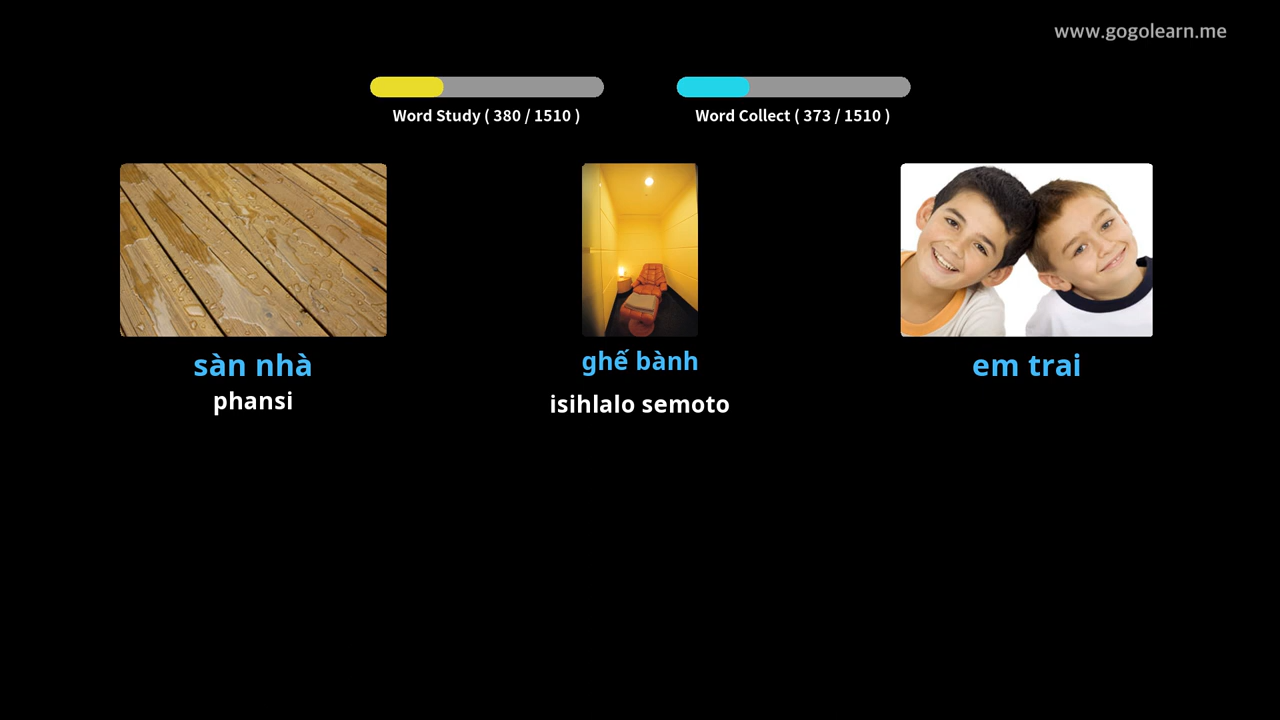 www.gogolearn.me
Word Study ( 380 / 1510 )
Word Collect ( 373 / 1510 )
sàn nhà
phansi
ghế bành
isihlalo semoto
em trai